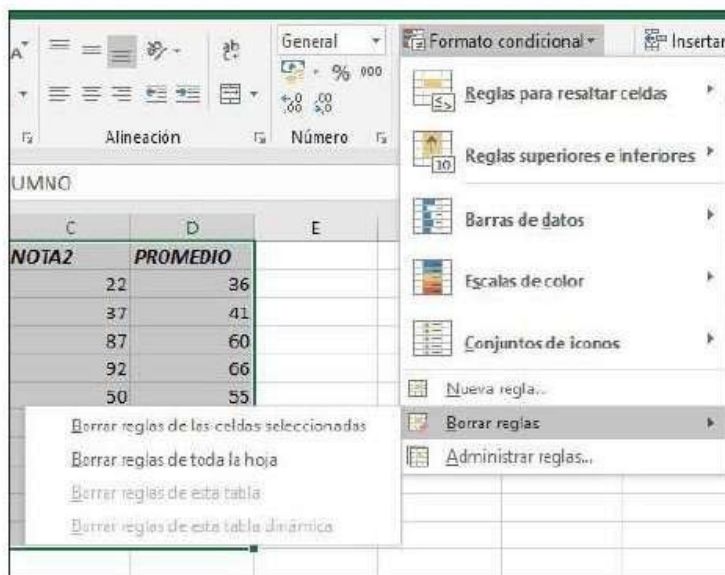 General
Formato condicional
Insertar
% 000
Alineación
Número
Reglas para resaltar celdas
Reglas superiores e inferiores
Barras de datos
Escalas de color
Conjuntos de iconos
Nueva regla...
Borrar reglas
Administrar reglas...
UMNO
C D E
NOTA2 PROMEDIO
22 36
37 41
87 60
92 66
50 55
Borrar reglas de las celdas seleccionadas
Borrar reglas de toda la hoja
Borrar reglas de esta tabla
Borrar reglas de esta tabla dinámica